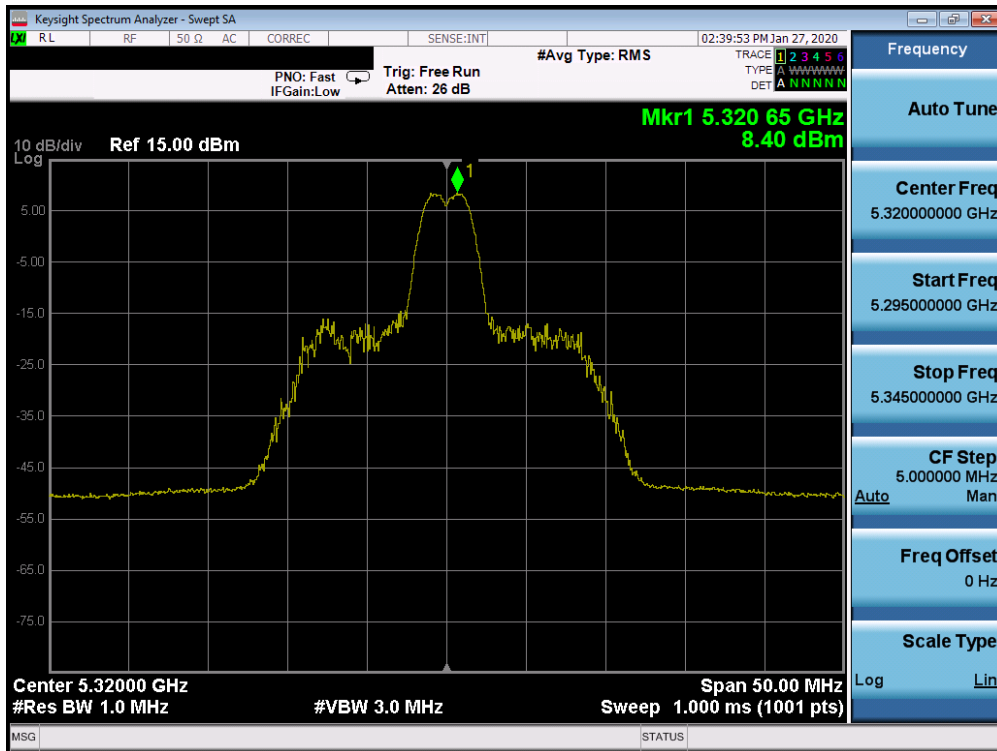 Keysight Spectrum Analyzer - Swept SA
LXI RL RF 50 Ω AC CORREC SENSE:INT 02:39:53 PM Jan 27, 2020
#Avg Type: RMS
TRACE 1 2 3 4 5 6
TYPE A WWWWW
DET A N N N N N
PNO: Fast Trig: Free Run
IFGain:Low Atten: 26 dB
Mkr1 5.320 65 GHz
8.40 dBm
10 dB/div Ref 15.00 dBm
Log
1
5.00
-5.00
-15.0
-25.0
-35.0
-45.0
-55.0
-65.0
-75.0
Center 5.32000 GHz Span 50.00 MHz
#Res BW 1.0 MHz #VBW 3.0 MHz Sweep 1.000 ms (1001 pts)
MSG STATUS
Frequency
Auto Tune
Center Freq
5.320000000 GHz
Start Freq
5.295000000 GHz
Stop Freq
5.345000000 GHz
CF Step
5.000000 MHz
Auto Man
Freq Offset
0 Hz
Scale Type
Log Lin